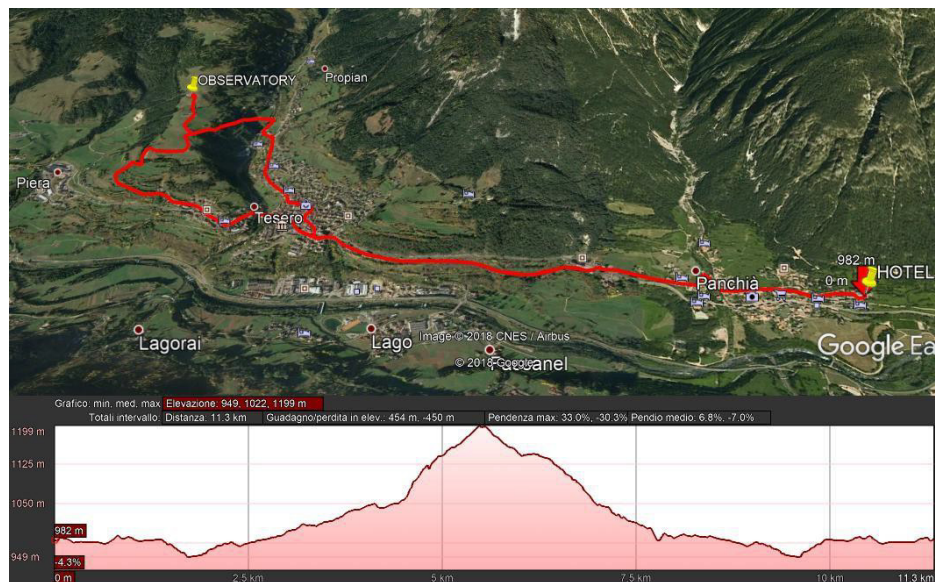 OBSERVATORY
Propian
Piera
Tesero
982 m
0 m
HOTEL
Panchià
Lagorai
Lago
Image © 2018 CNES / Airbus
© 2018 Google
Google Ea
Grafico: min. med. max Elevazione: 949, 1022, 1199 m
Totali intervallo: Distanza: 11.3 km Guadagno/perdita in elev.: 454 m, -450 m Pendenza max: 33.0%, -30.3% Pendio medio: 6.8%, -7.0%
1199 m
1125 m
1050 m
982 m
949 m
-4.3%
0 m 2.5 km 5 km 7.5 km 10 km 11.3 km